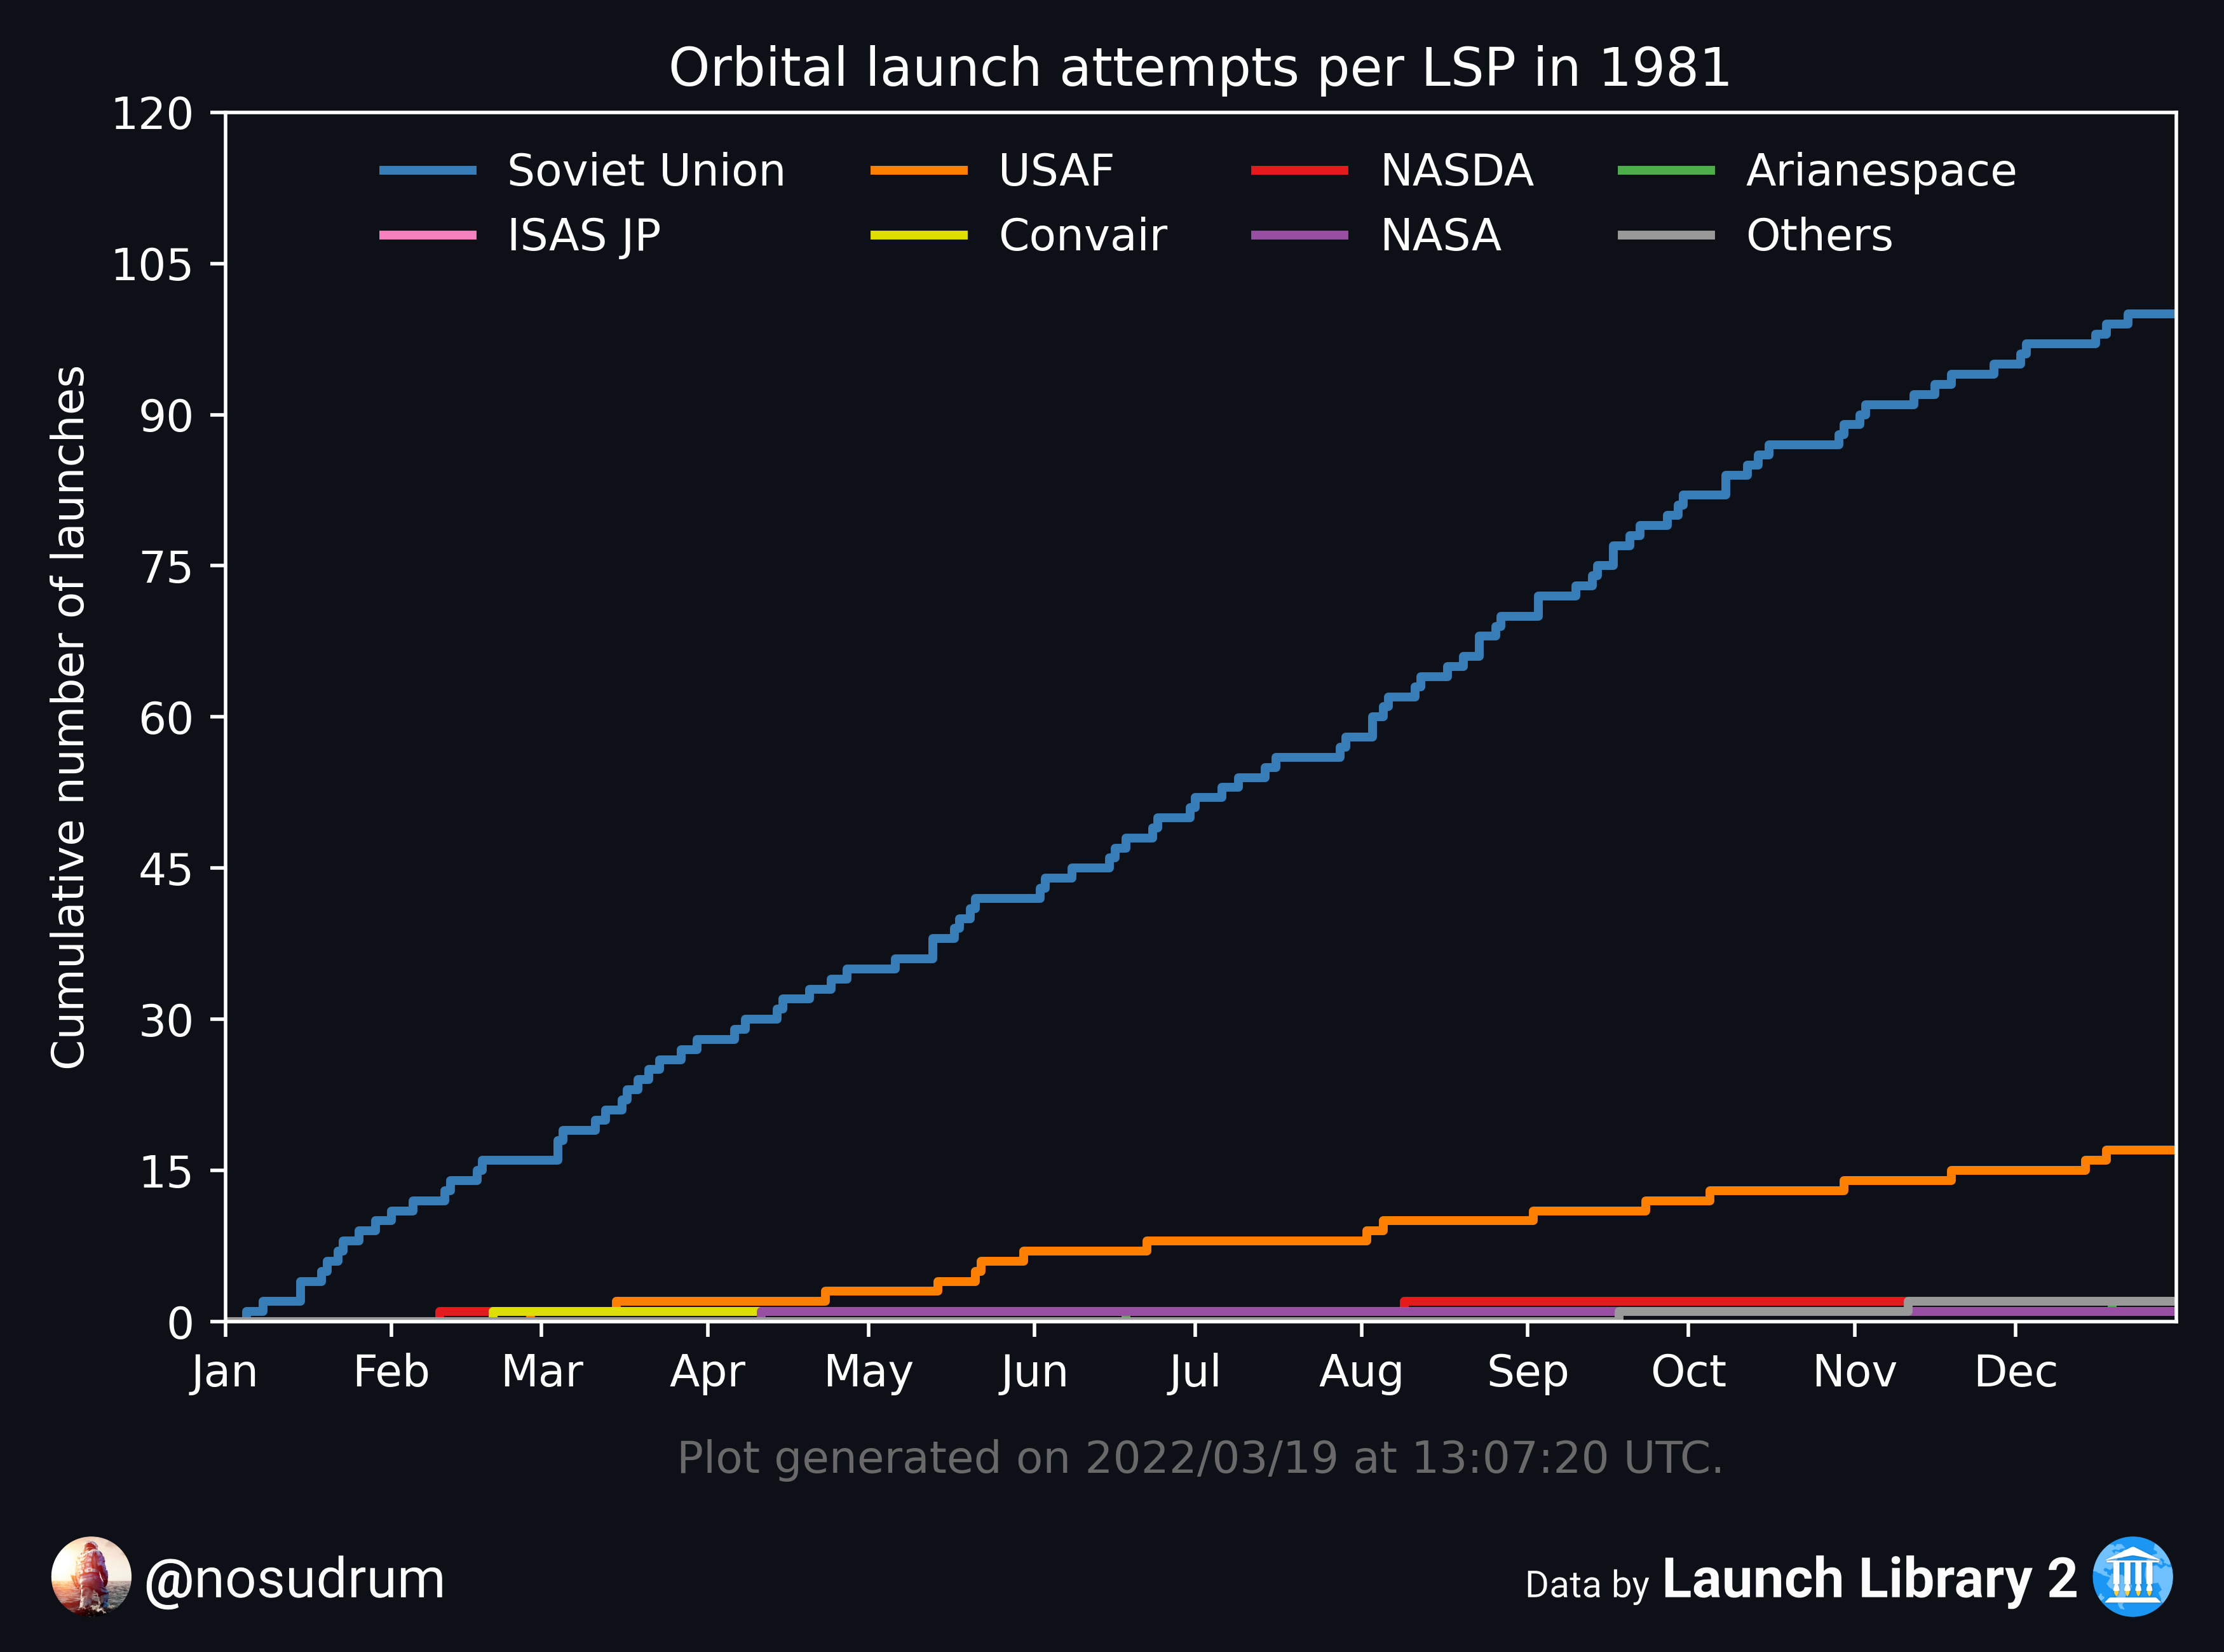 Orbital launch attempts per LSP in 1981
120
105
90
75
60
45
30
15
0
Cumulative number of launches
Soviet Union USAF NASDA Arianespace
ISAS JP Convair NASA Others
Jan Feb Mar Apr May Jun Jul Aug Sep Oct Nov Dec
Plot generated on 2022/03/19 at 13:07:20 UTC.
@nosudrum
Data by Launch Library 2